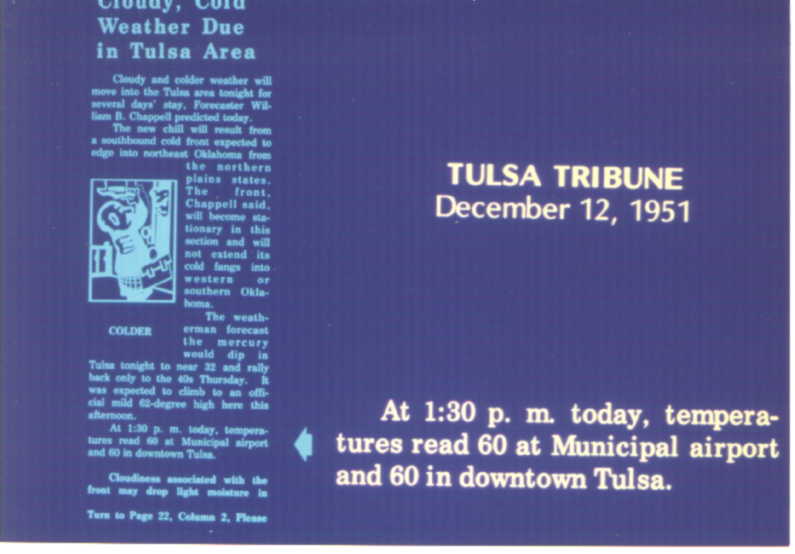 Cloudy, Cold
Weather Due
in Tulsa Area
Cloudy and colder weather will
move into the Tulsa area tonight for
several days' stay, Forecaster Wil-
liam B. Chappell predicted today.
The new chill will result from
a southbound cold front expected to
edge into northeast Oklahoma from
the northern
plains states.
The front,
Chappell said,
will become sta-
tionary in this
section and will
not extend its
cold fangs into
western or
southern Okla-
homa.
COLDER
The weath-
erman forecast
the mercury
would dip in
Tulsa tonight to near 32 and rally
back only to the 40s Thursday. It
was expected to climb to an offi-
cial mild 62-degree high here this
afternoon.
At 1:30 p. m. today, tempera-
tures read 60 at Municipal airport
and 60 in downtown Tulsa.
Cloudiness associated with the
front may drop light moisture in
Turn to Page 22, Column 2, Please
TULSA TRIBUNE
December 12, 1951
At 1:30 p. m. today, tempera-
tures read 60 at Municipal airport
and 60 in downtown Tulsa.